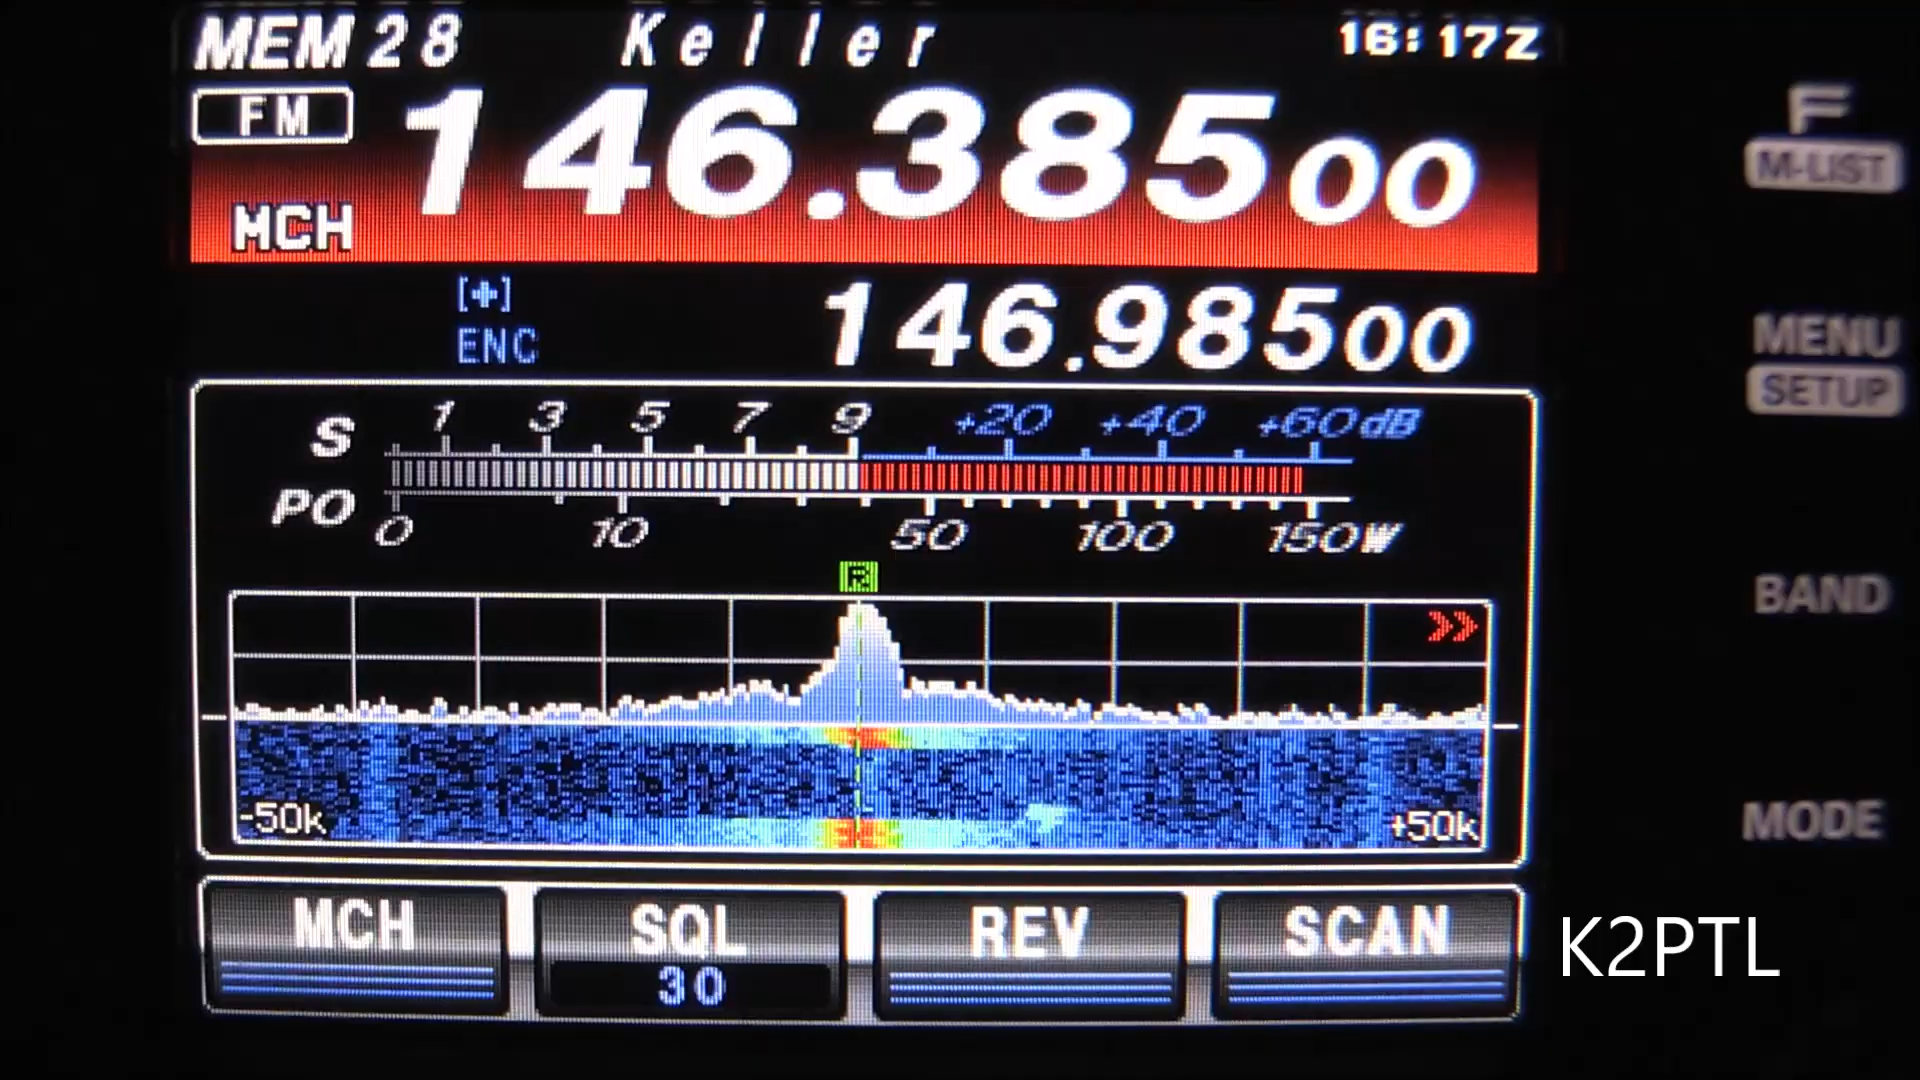 MEM 28 Keller 16:17Z
FM 146.38500
MCH
[+] 146.98500
ENC
S 1 3 5 7 9 +20 +40 +60dB
PO 0 10 50 100 150W
R
>>
-50k +50k
MCH SQL REV SCAN
30
F
M-LIST
MENU
SETUP
BAND
MODE
K2PTL